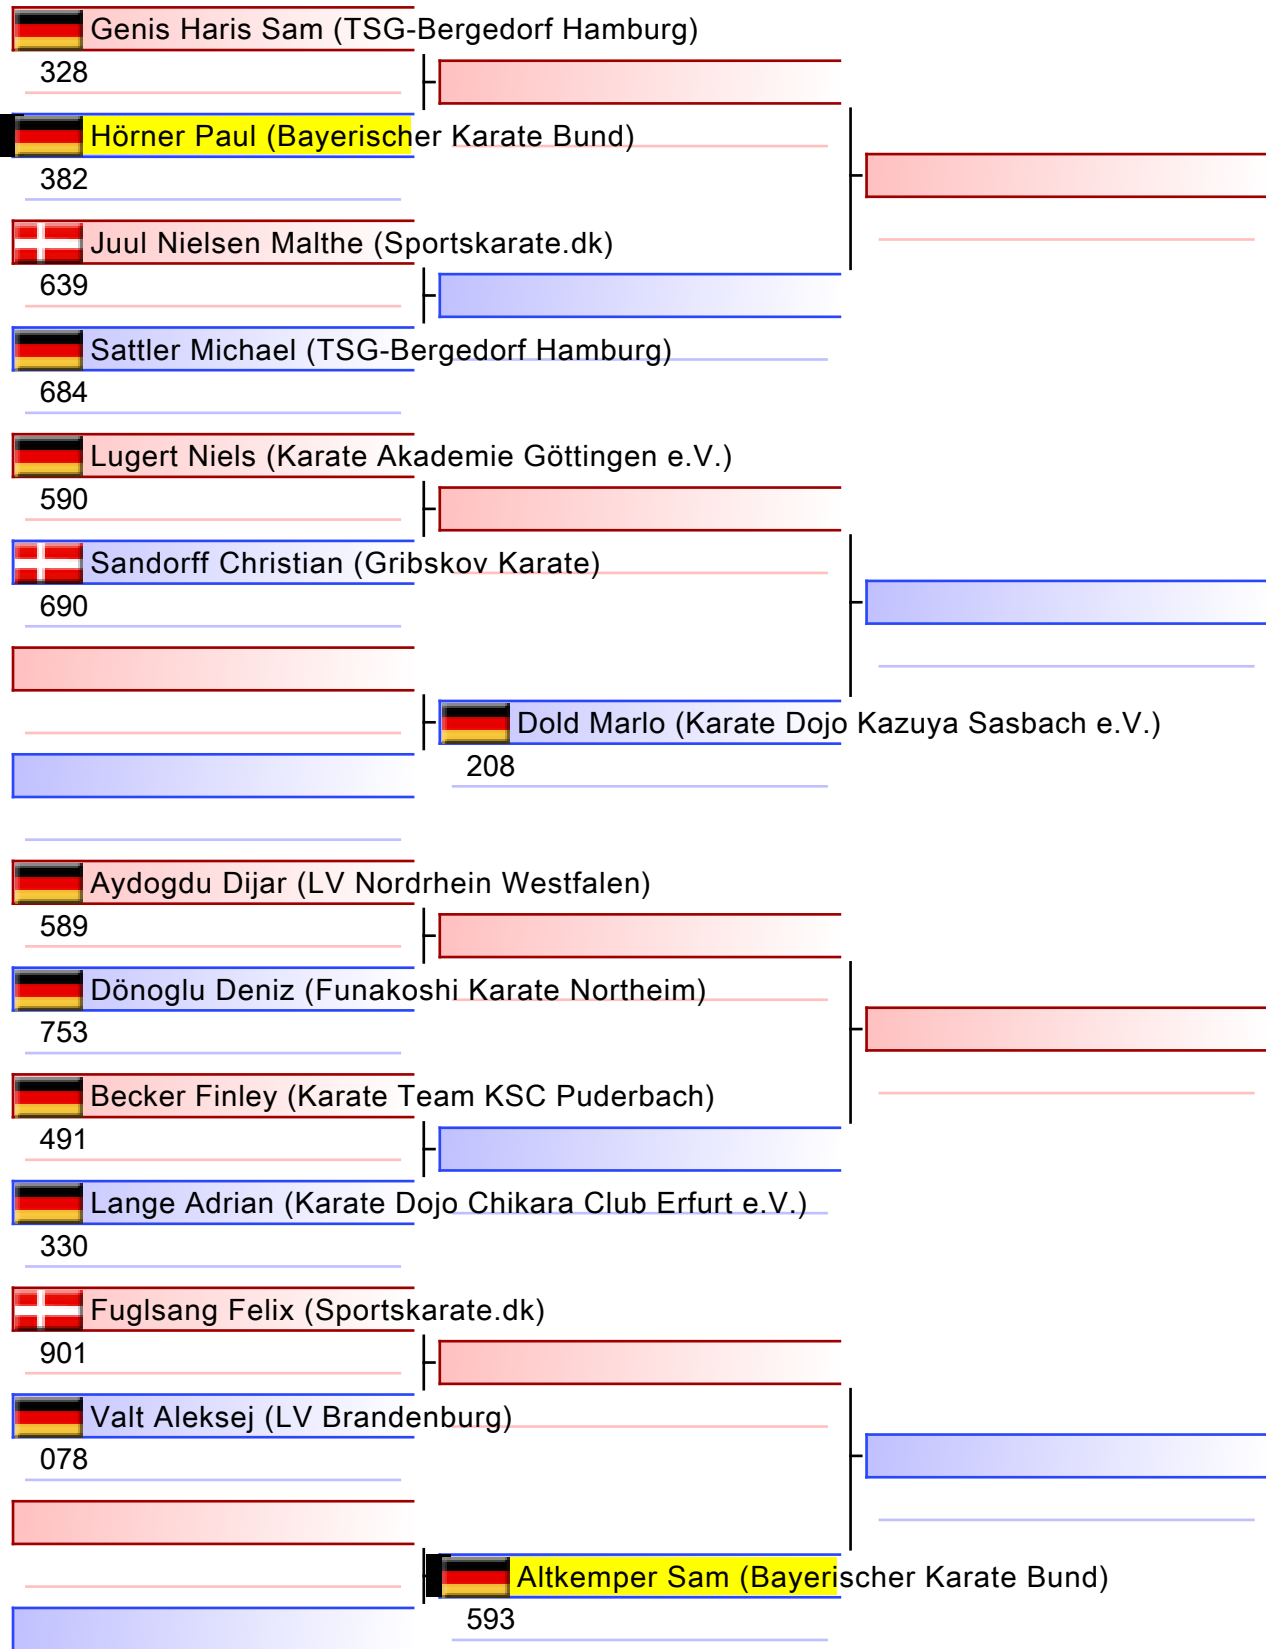 Genis Haris Sam (TSG-Bergedorf Hamburg)
328
Hörner Paul (Bayerischer Karate Bund)
382
Juul Nielsen Malthe (Sportskarate.dk)
639
Sattler Michael (TSG-Bergedorf Hamburg)
684
Lugert Niels (Karate Akademie Göttingen e.V.)
590
Sandorff Christian (Gribskov Karate)
690
Dold Marlo (Karate Dojo Kazuya Sasbach e.V.)
208
Aydogdu Dijar (LV Nordrhein Westfalen)
589
Dönoglu Deniz (Funakoshi Karate Northeim)
753
Becker Finley (Karate Team KSC Puderbach)
491
Lange Adrian (Karate Dojo Chikara Club Erfurt e.V.)
330
Fuglsang Felix (Sportskarate.dk)
901
Valt Aleksej (LV Brandenburg)
078
Altkemper Sam (Bayerischer Karate Bund)
593